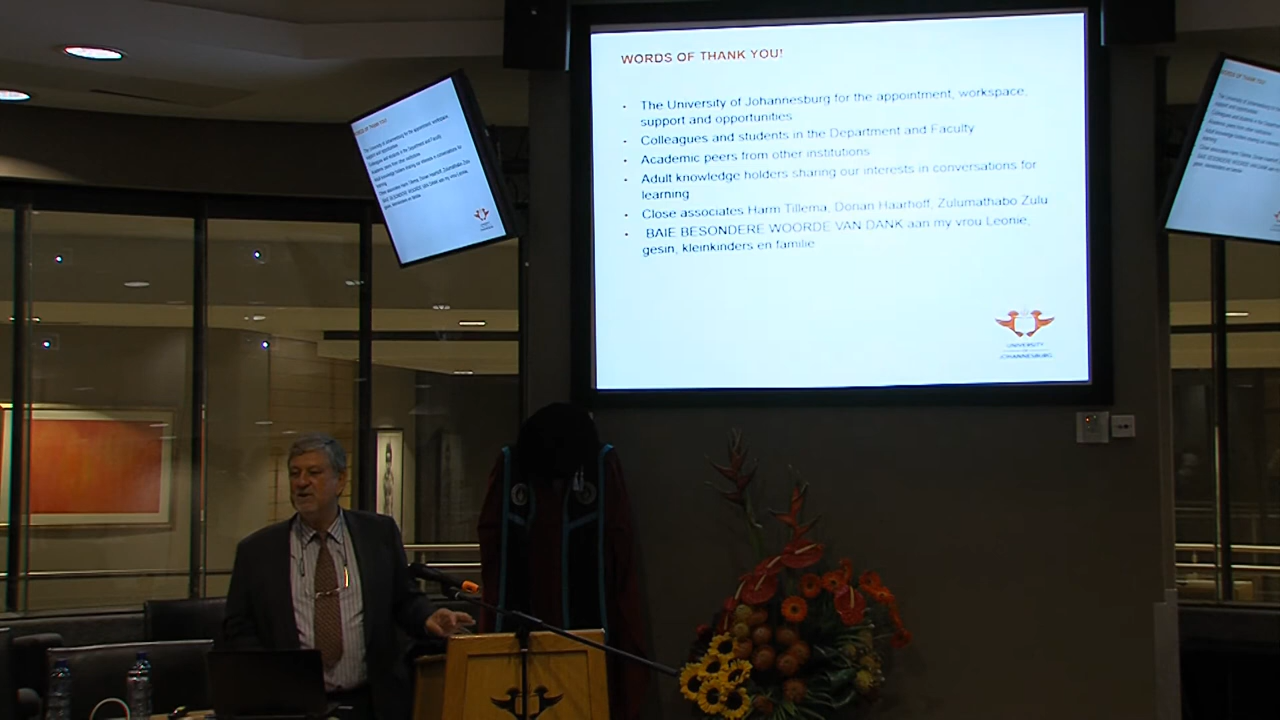 WORDS OF THANK YOU!
• The University of Johannesburg for the appointment, workspace,
support and opportunities
• Colleagues and students in the Department and Faculty
• Academic peers from other institutions
• Adult knowledge holders sharing our interests in conversations for
learning
• Close associates Harm Tillema, Dorian Haarhoff, Zulumathabo Zulu
• BAIE BESONDERE WOORDE VAN DANK aan my vrou Leonie,
gesin, kleinkinders en familie
UNIVERSITY
OF
JOHANNESBURG